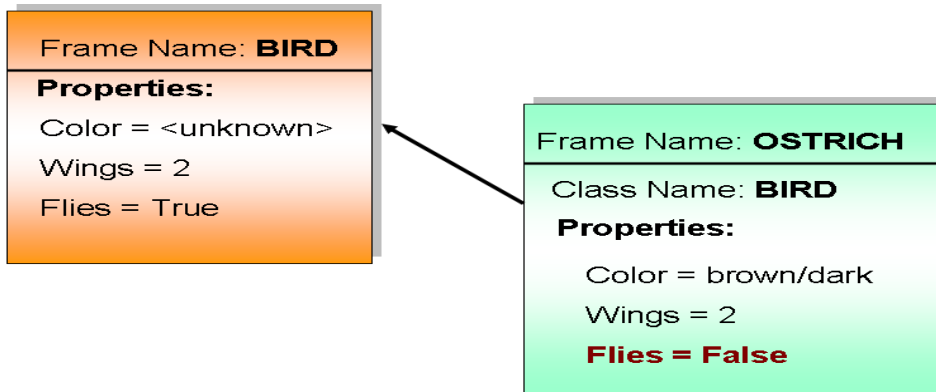 Frame Name: BIRD
Properties:
Color = <unknown>
Wings = 2
Flies = True
Frame Name: OSTRICH
Class Name: BIRD
Properties:
Color = brown/dark
Wings = 2
Flies = False